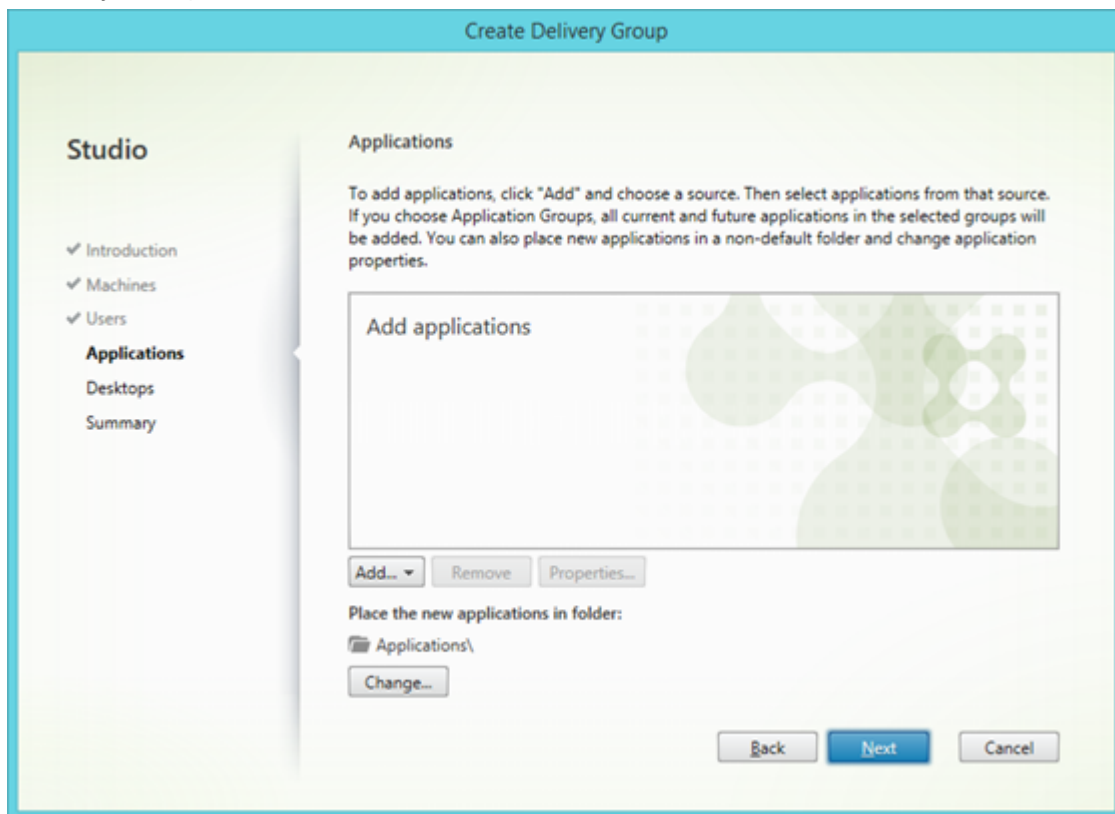 Create Delivery Group
Studio
✔ Introduction
✔ Machines
✔ Users
Applications
Desktops
Summary
Applications
To add applications, click "Add" and choose a source. Then select applications from that source.
If you choose Application Groups, all current and future applications in the selected groups will
be added. You can also place new applications in a non-default folder and change application
properties.
Add applications
Add... Remove Properties...
Place the new applications in folder:
Applications\
Change...
Back Next Cancel